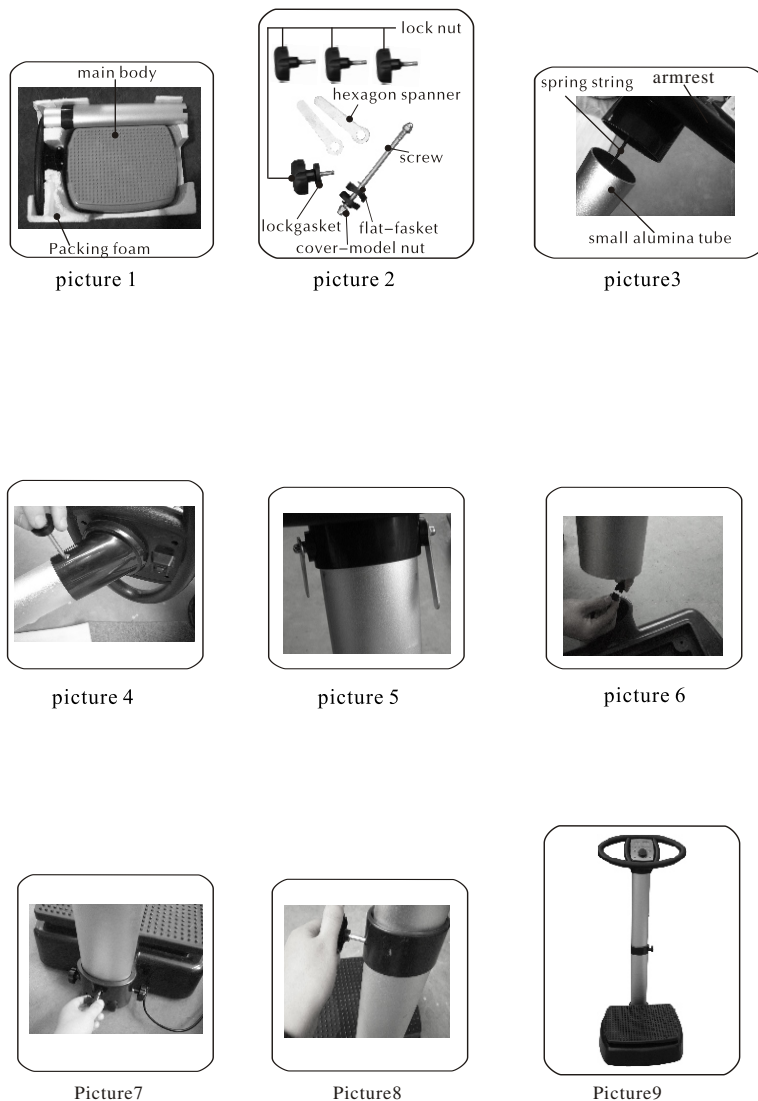 main body
Packing foam
picture 1
lock nut
hexagon spanner
screw
lockgasket
flat-fasket
cover-model nut
picture 2
spring string
armrest
small alumina tube
picture3
picture 4
picture 5
picture 6
Picture7
Picture8
Picture9